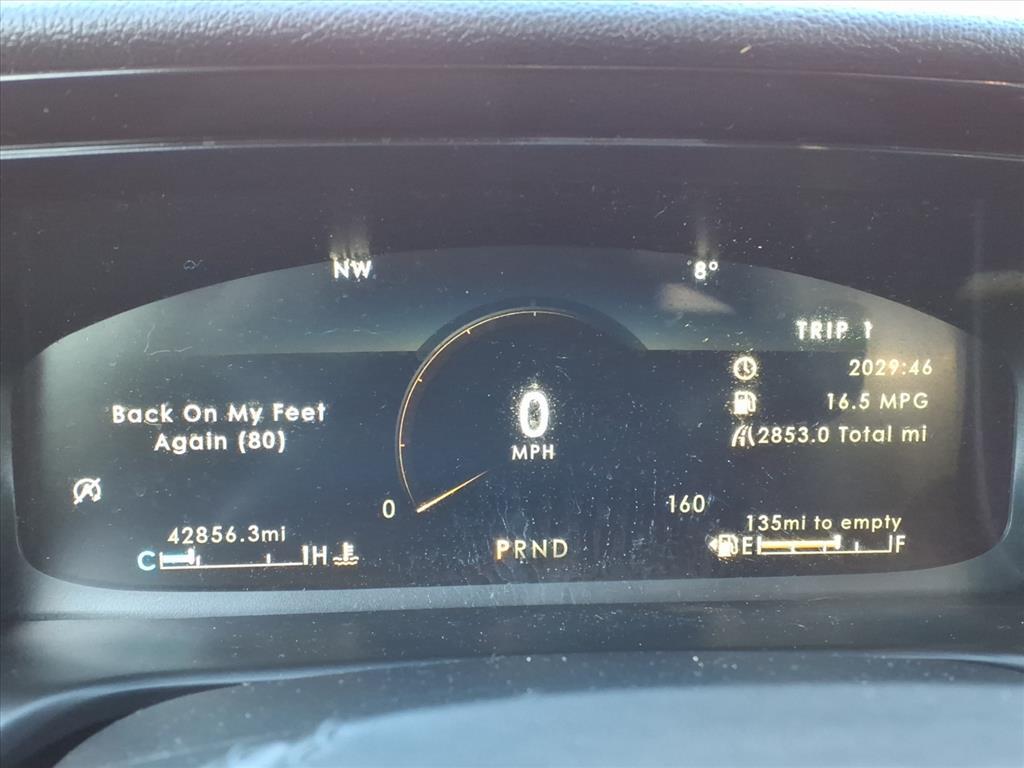 NW
8°
TRIP 1
2029:46
16.5 MPG
2853.0 Total mi
Back On My Feet
Again (80)
0
MPH
0
160
42856.3mi
C H
PRND
135mi to empty
E F